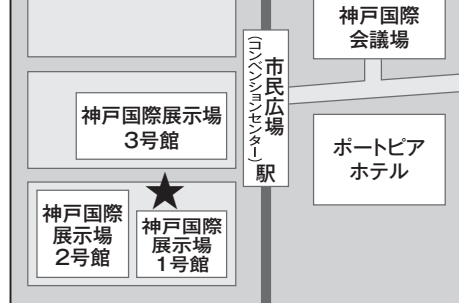 神戸国際
会議場
市民広場
(コンベンションセンター)
駅
神戸国際展示場
3号館
ポートピア
ホテル
神戸国際
展示場
2号館
神戸国際
展示場
1号館